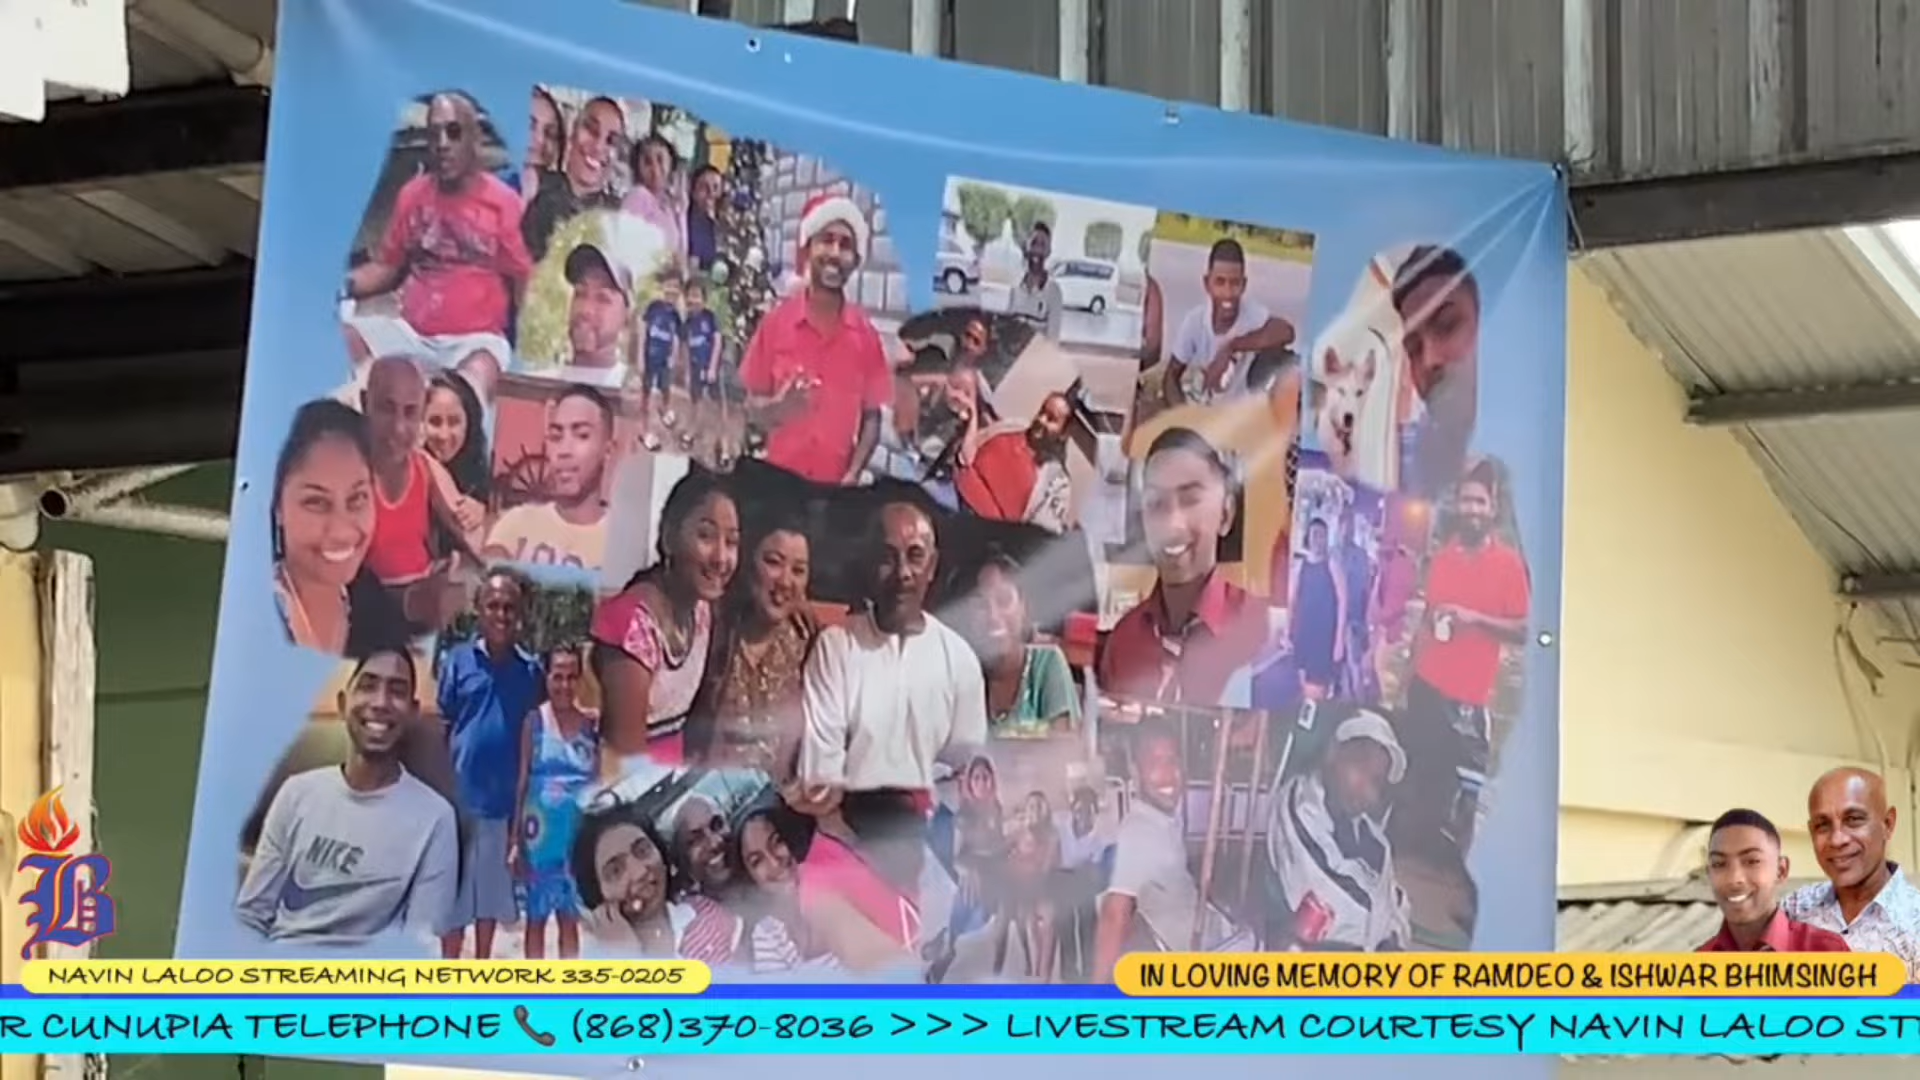 NIKE
B
NAVIN LALOO STREAMING NETWORK 335-0205
IN LOVING MEMORY OF RAMDEO & ISHWAR BHIMSINGH
R CUNUPIA TELEPHONE 📞 (868)370-8036 >>> LIVESTREAM COURTESY NAVIN LALOO ST